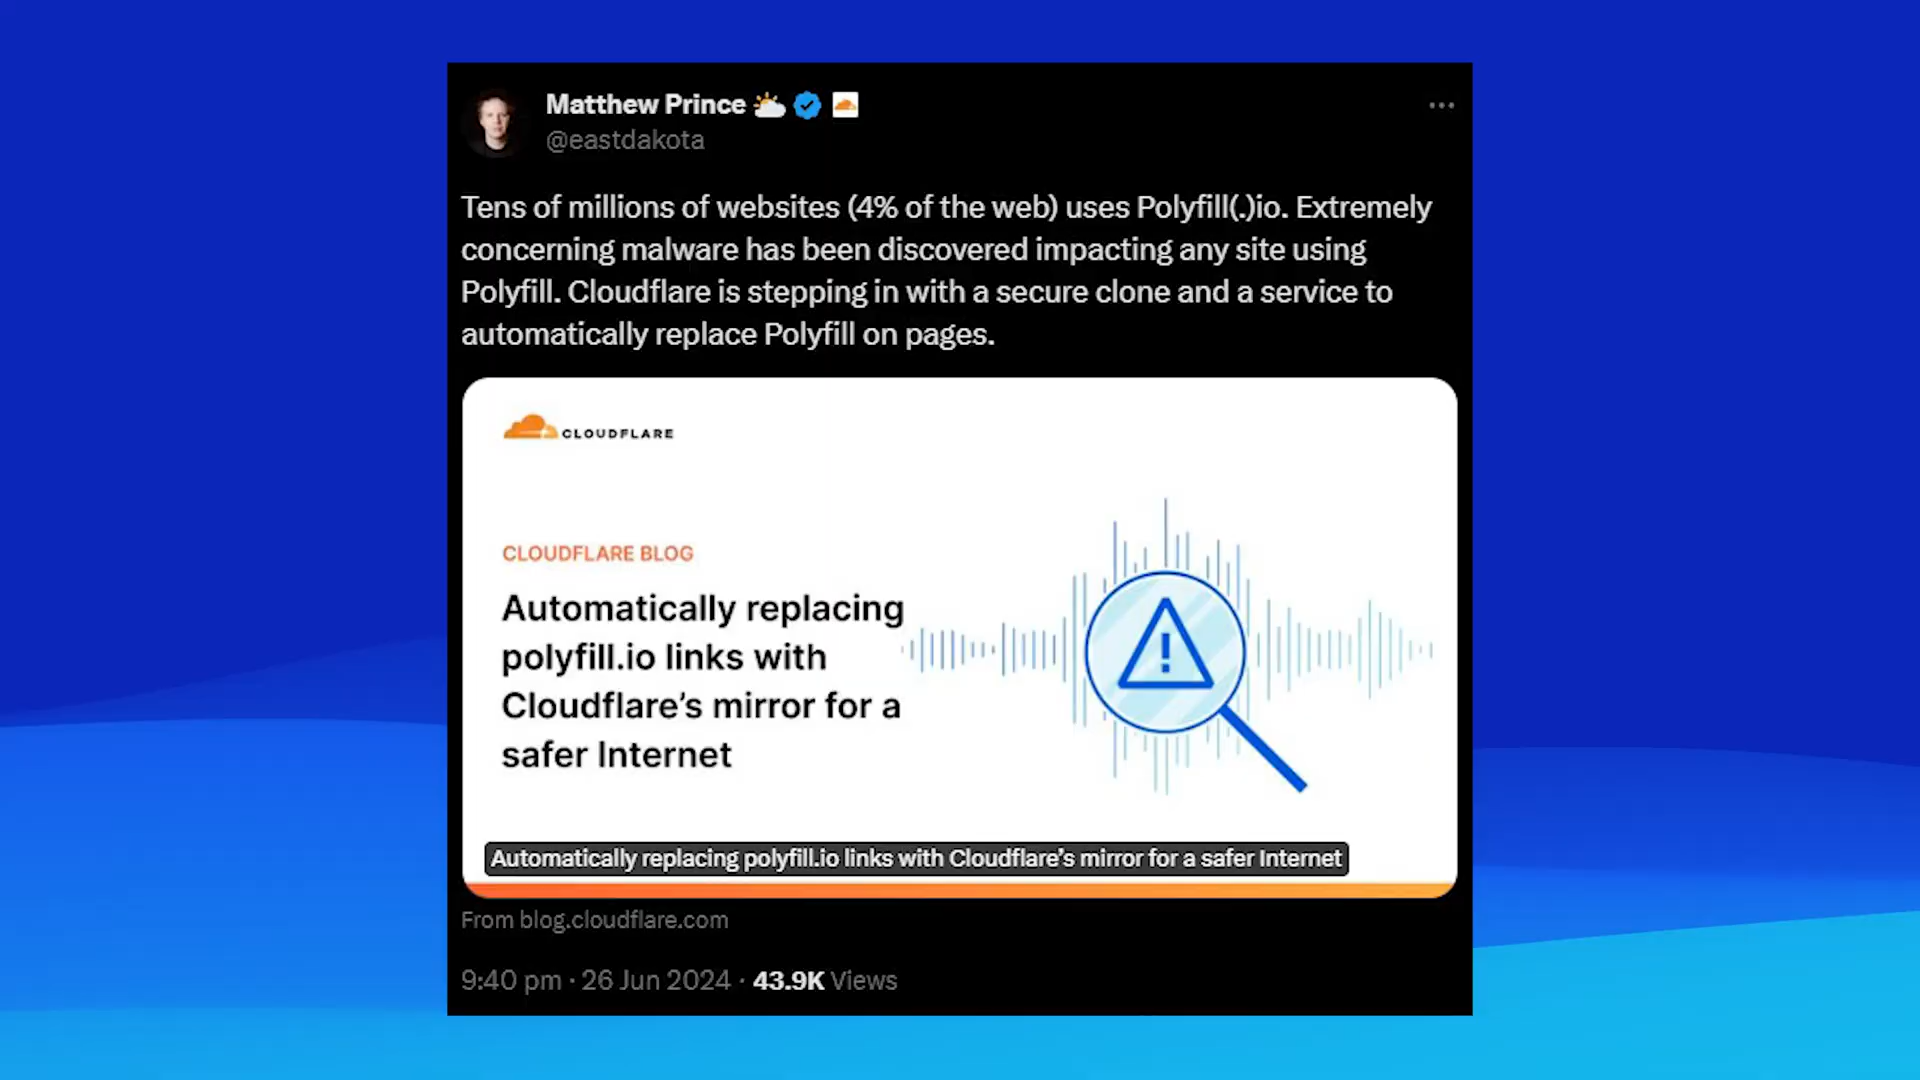 Matthew Prince
@eastdakota
Tens of millions of websites (4% of the web) uses Polyfill(.)io. Extremely
concerning malware has been discovered impacting any site using
Polyfill. Cloudflare is stepping in with a secure clone and a service to
automatically replace Polyfill on pages.
CLOUDFLARE
CLOUDFLARE BLOG
Automatically replacing
polyfill.io links with
Cloudflare’s mirror for a
safer Internet
Automatically replacing polyfill.io links with Cloudflare's mirror for a safer Internet
From blog.cloudflare.com
9:40 pm · 26 Jun 2024 · 43.9K Views